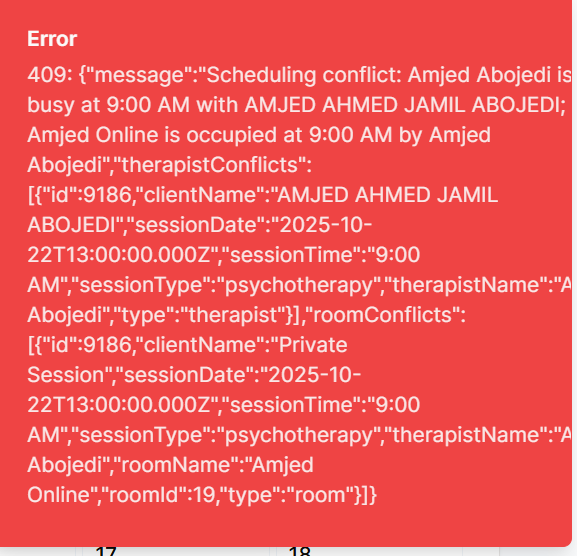 Error
409: {"message":"Scheduling conflict: Amjed Abojedi is
busy at 9:00 AM with AMJED AHMED JAMIL ABOJEDI;
Amjed Online is occupied at 9:00 AM by Amjed
Abojedi","therapistConflicts":
[{"id":9186,"clientName":"AMJED AHMED JAMIL
ABOJEDI","sessionDate":"2025-10-
22T13:00:00.000Z","sessionTime":"9:00
AM","sessionType":"psychotherapy","therapistName":"A
Abojedi","type":"therapist"}],"roomConflicts":
[{"id":9186,"clientName":"Private
Session","sessionDate":"2025-10-
22T13:00:00.000Z","sessionTime":"9:00
AM","sessionType":"psychotherapy","therapistName":"A
Abojedi","roomName":"Amjed
Online","roomId":19,"type":"room"}]}
17 18